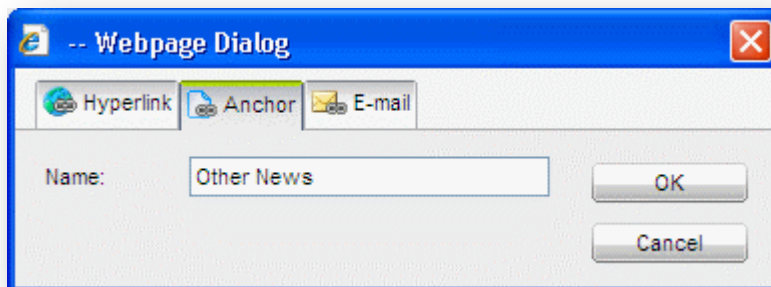 -- Webpage Dialog
Hyperlink Anchor E-mail
Name: Other News OK
Cancel